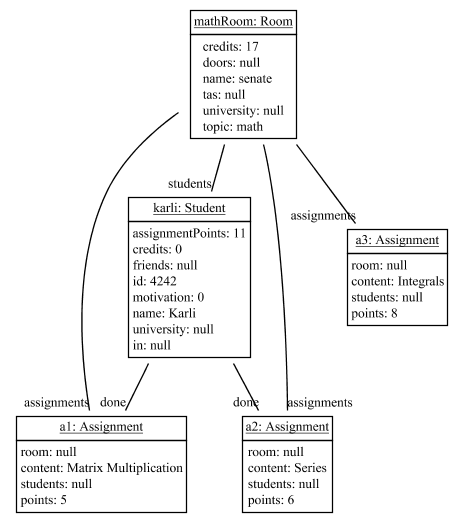 mathRoom: Room
credits: 17
doors: null
name: senate
tas: null
university: null
topic: math
students
karli: Student
assignmentPoints: 11
credits: 0
friends: null
id: 4242
motivation: 0
name: Karli
university: null
in: null
assignments
a3: Assignment
room: null
content: Integrals
students: null
points: 8
assignments
done
a1: Assignment
room: null
content: Matrix Multiplication
students: null
points: 5
done
assignments
a2: Assignment
room: null
content: Series
students: null
points: 6